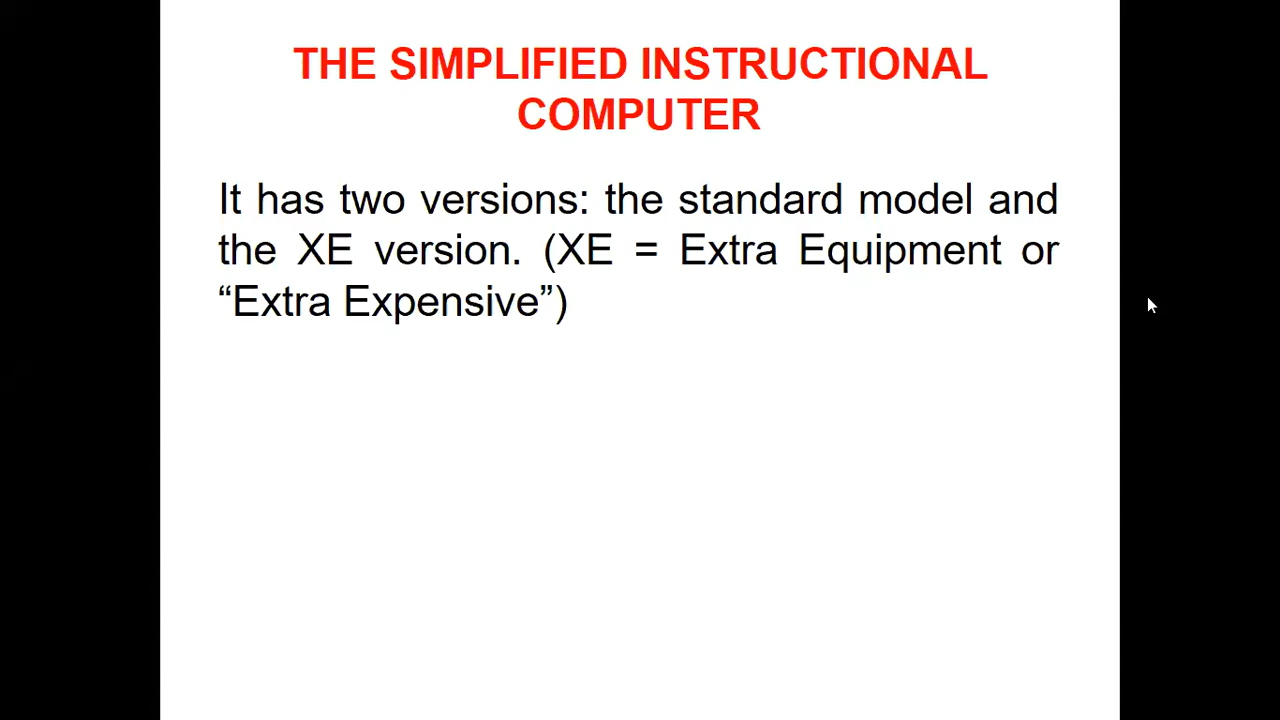 THE SIMPLIFIED INSTRUCTIONAL
COMPUTER
It has two versions: the standard model and
the XE version. (XE = Extra Equipment or
“Extra Expensive”)